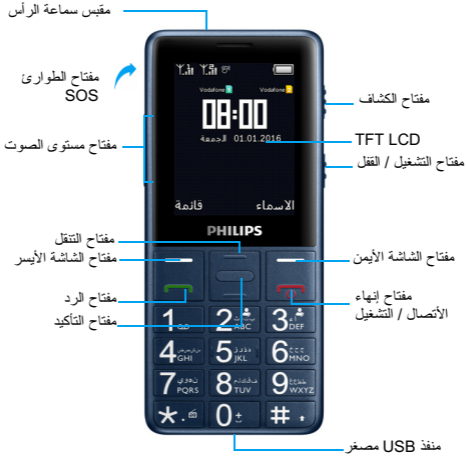 مقبس سماعة الرأس
مفتاح الطوارئ
SOS
مفتاح الكشاف
Vodafone 1
Vodafone 2
08:00
الجمعة 01.01.2016
TFT LCD
مفتاح مستوى الصوت
مفتاح التشغيل / القفل
قائمة
الاسماء
PHILIPS
مفتاح التنقل
مفتاح الشاشة الأيسر
مفتاح الشاشة الأيمن
مفتاح الرد
مفتاح إنهاء
الأتصال / التشغيل
مفتاح التأكيد
1
2 ABC
3 DEF
4 GHI
5 JKL
6 MNO
7 PQRS
8 TUV
9 WXYZ
* .
0 +
#
منفذ USB مصغر